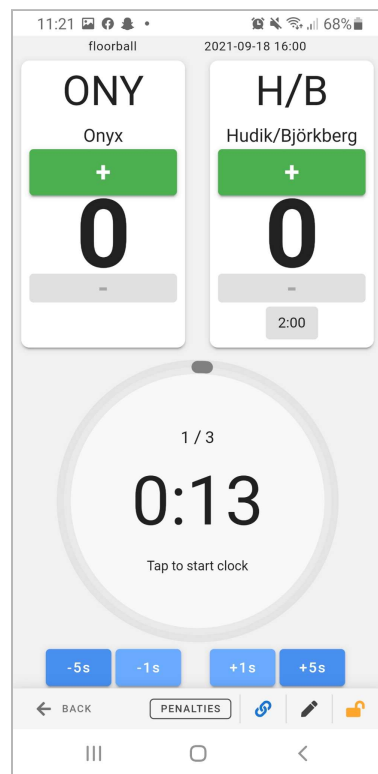 11:21 68%
floorball 2021-09-18 16:00
ONY H/B
Onyx Hudik/Björkberg
+ +
0 0
- -
2:00
1 / 3
0:13
Tap to start clock
-5s -1s +1s +5s
BACK PENALTIES